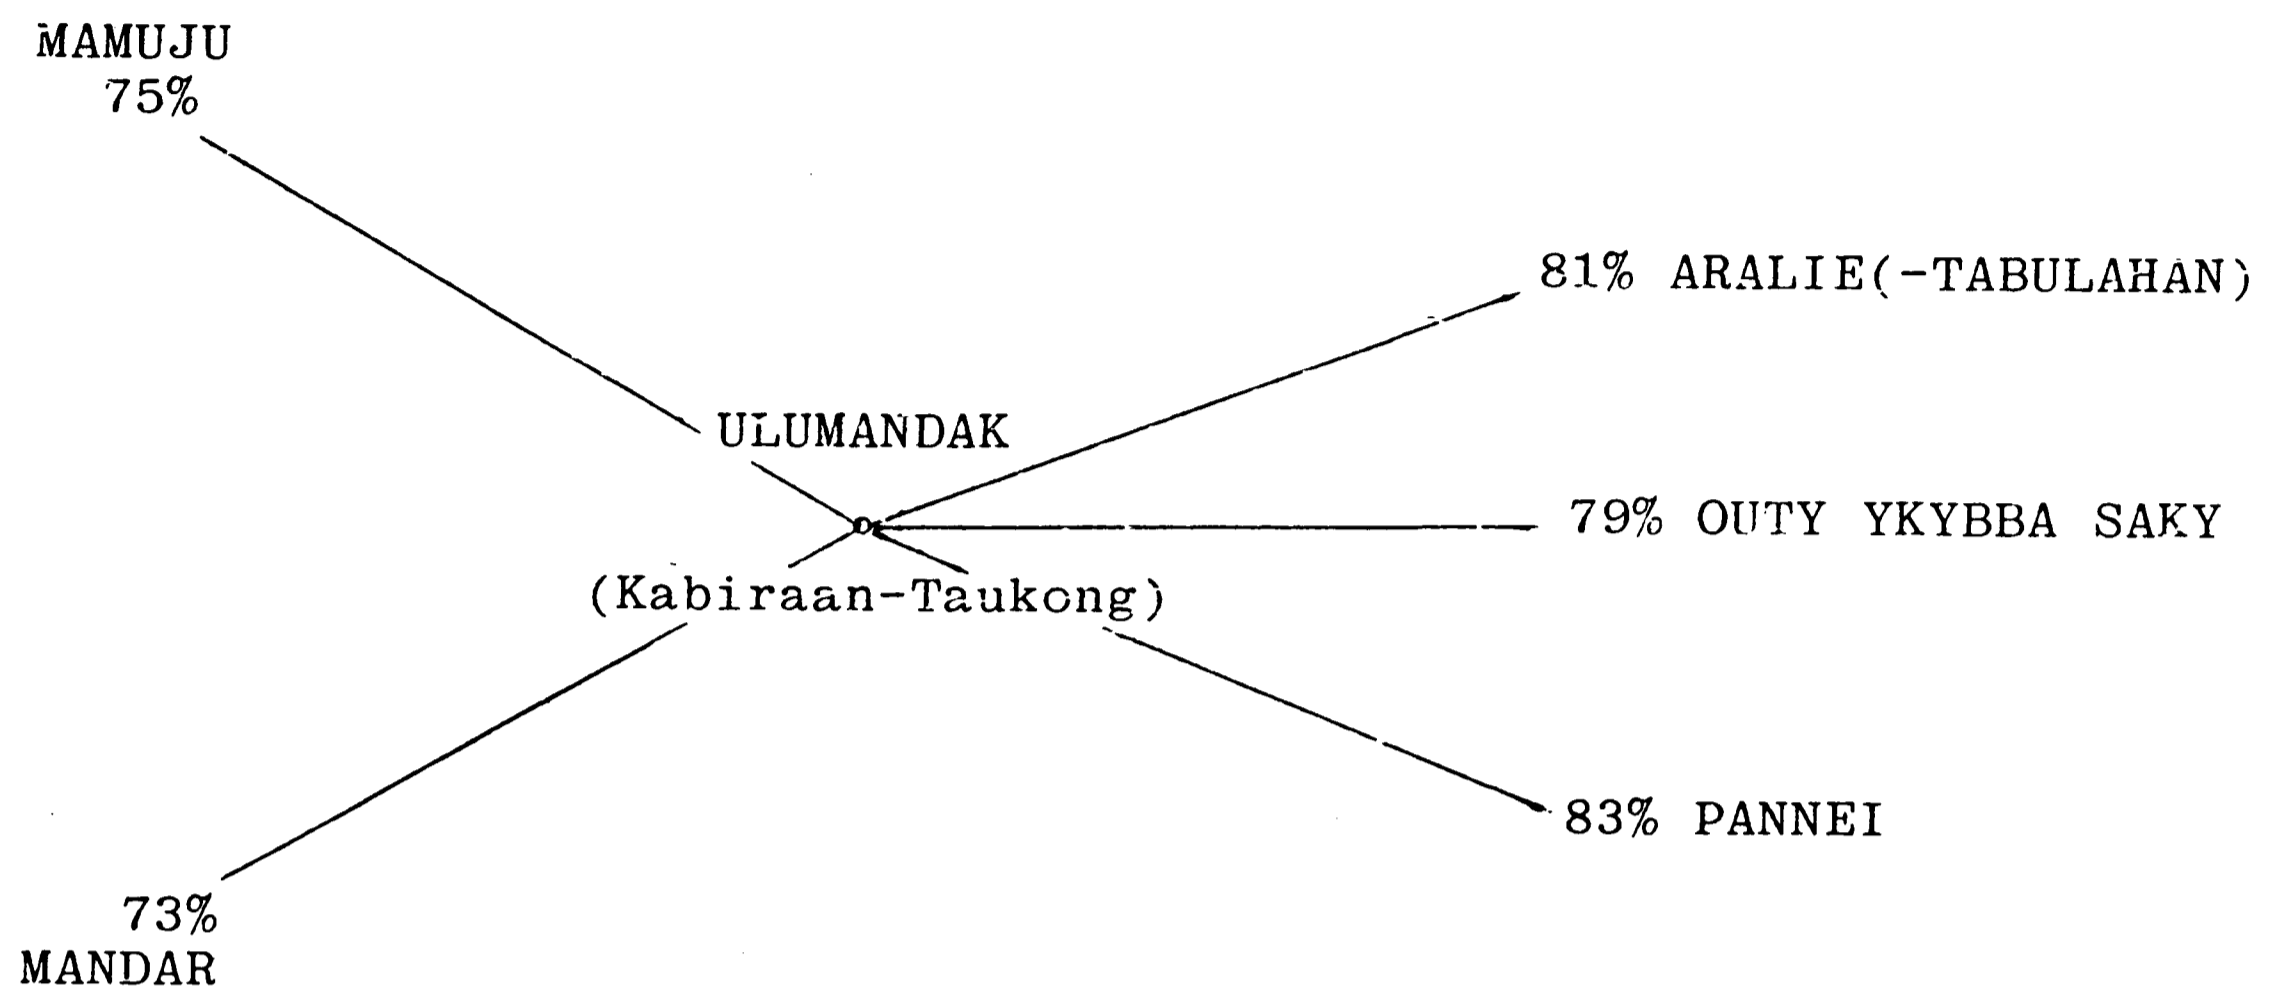 MAMUJU
75%
81% ARALIE(-TABULAHAN)
ULUMANDAK
79% OUTY YKYBBA SAKY
(Kabiraan-Taukong)
83% PANNEI
73%
MANDAR